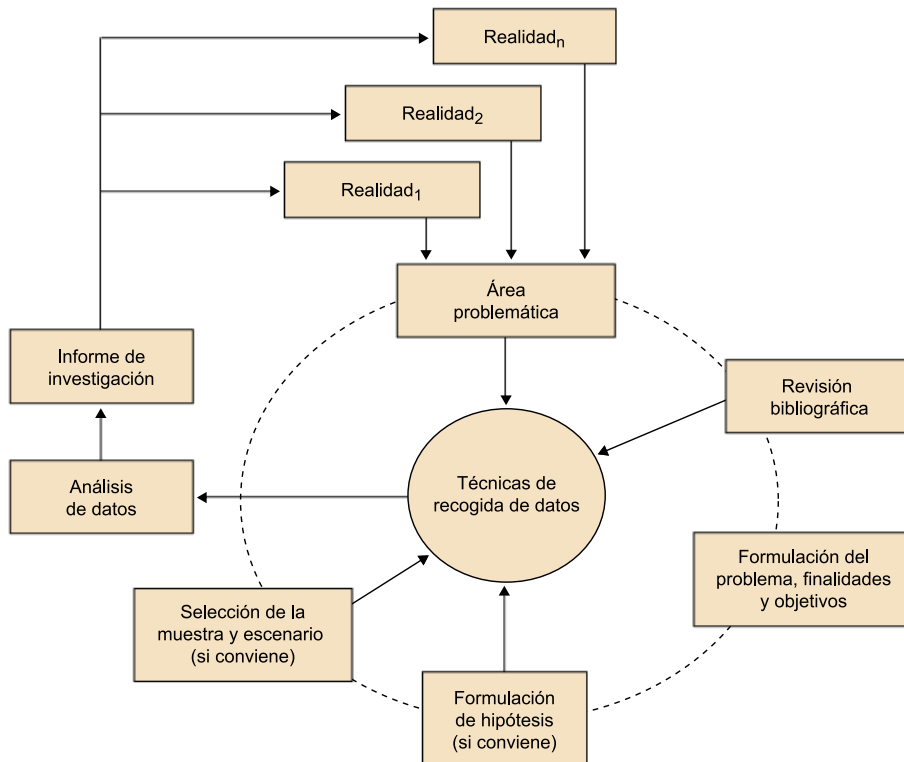 Realidadₙ
Realidad₂
Realidad₁
Área
problemática
Informe de
investigación
Revisión
bibliográfica
Análisis
de datos
Técnicas de
recogida de datos
Formulación del
problema, finalidades
y objetivos
Selección de la
muestra y escenario
(si conviene)
Formulación
de hipótesis
(si conviene)